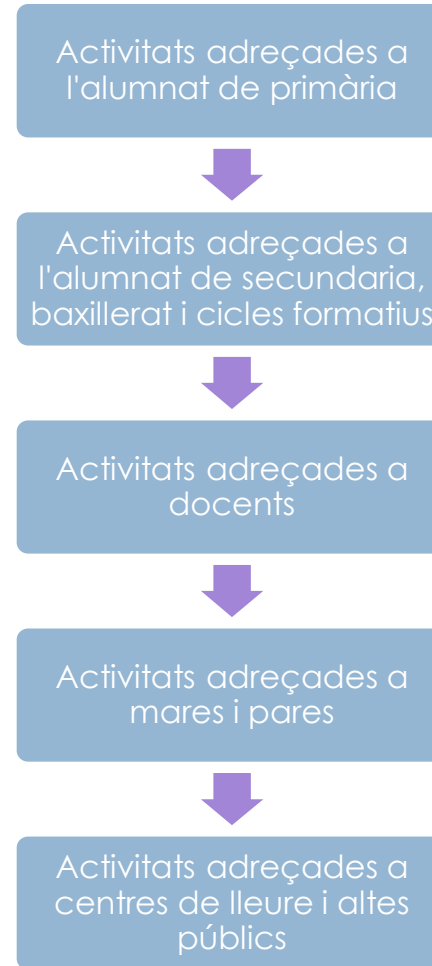 Activitats adreçades a
l'alumnat de primària
Activitats adreçades a
l'alumnat de secundaria,
baxillerat i cicles formatius
Activitats adreçades a
docents
Activitats adreçades a
mares i pares
Activitats adreçades a
centres de lleure i altes
públics